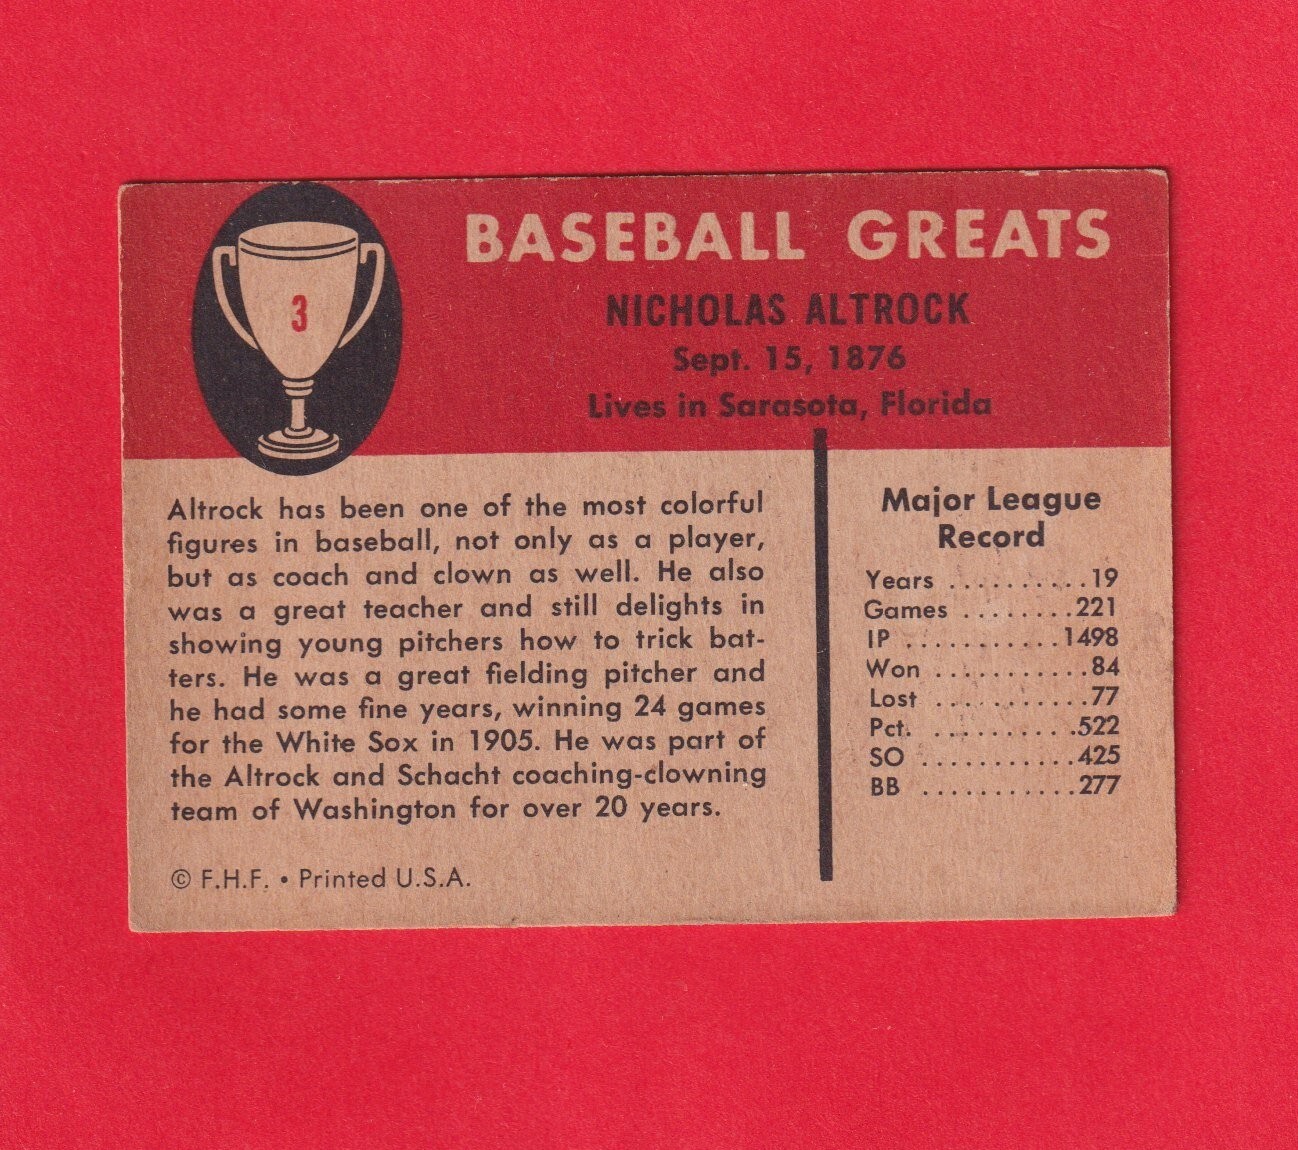 3
BASEBALL GREATS
NICHOLAS ALTROCK
Sept. 15, 1876
Lives in Sarasota, Florida
Altrock has been one of the most colorful
figures in baseball, not only as a player,
but as coach and clown as well. He also
was a great teacher and still delights in
showing young pitchers how to trick bat-
ters. He was a great fielding pitcher and
he had some fine years, winning 24 games
for the White Sox in 1905. He was part of
the Altrock and Schacht coaching-clowning
team of Washington for over 20 years.
© F.H.F. • Printed U.S.A.
Major League
Record
Years ..........19
Games ........221
IP ...........1498
Won ...........84
Lost ...........77
Pct. ..........522
SO ...........425
BB ...........277